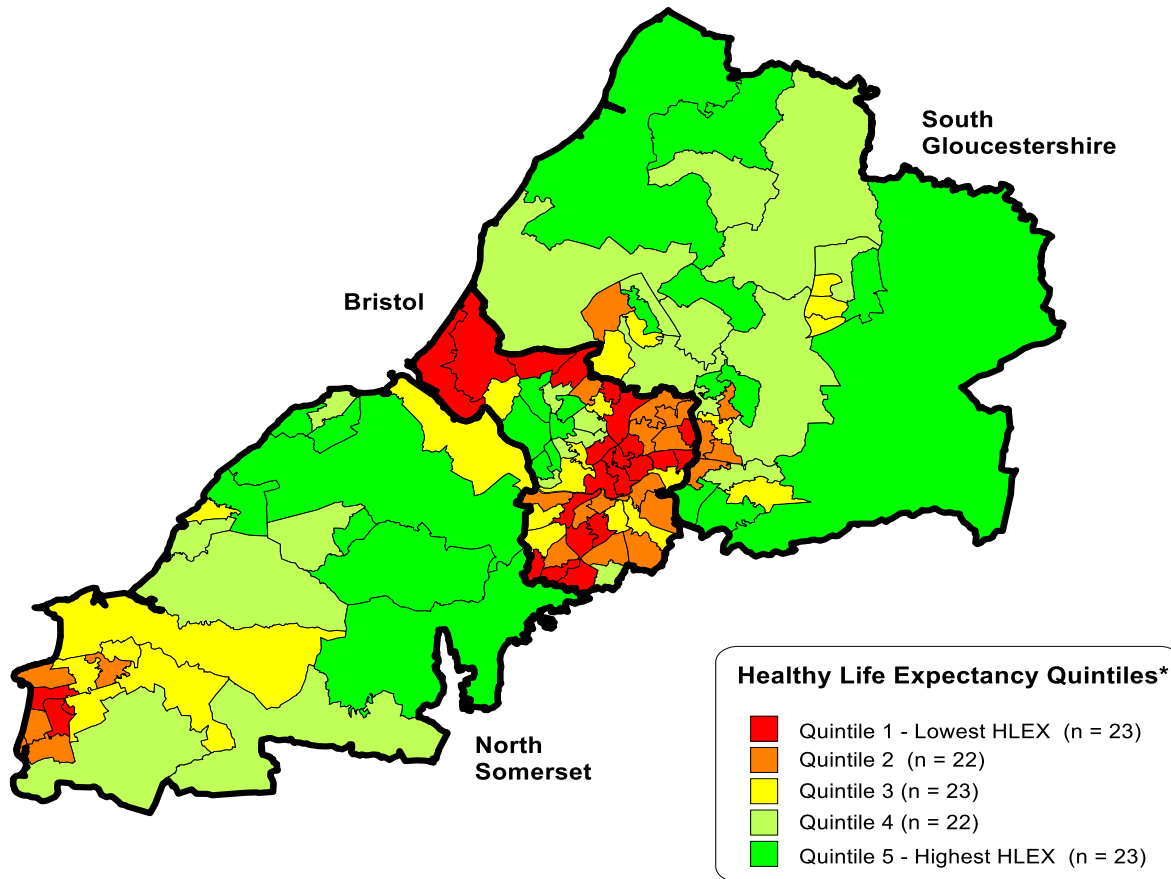 South
Gloucestershire
Bristol
North
Somerset
Healthy Life Expectancy Quintiles*
Quintile 1 - Lowest HLEX (n = 23)
Quintile 2 (n = 22)
Quintile 3 (n = 23)
Quintile 4 (n = 22)
Quintile 5 - Highest HLEX (n = 23)